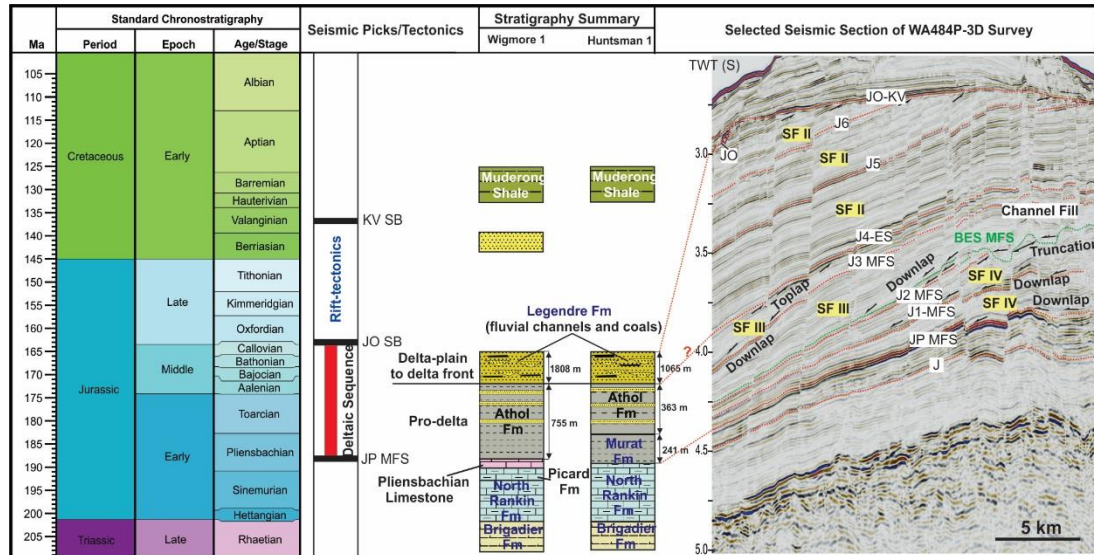 Standard Chronostratigraphy
Seismic Picks/Tectonics
Stratigraphy Summary
Wigmore 1
Huntsman 1
Selected Seismic Section of WA484P-3D Survey
Ma
Period
Epoch
Age/Stage
105
110
115
120
125
130
135
140
145
150
155
160
165
170
175
180
185
190
195
200
205
Cretaceous
Jurassic
Triassic
Early
Late
Middle
Early
Late
Albian
Aptian
Barremian
Hauterivian
Valanginian
Berriasian
Tithonian
Kimmeridgian
Oxfordian
Callovian
Bathonian
Bajocian
Aalenian
Toarcian
Pliensbachian
Sinemurian
Hettangian
Rhaetian
KV SB
Rift-tectonics
JO SB
Deltaic Sequence
JP MFS
Muderong
Shale
Muderong
Shale
Legendre Fm
(fluvial channels and coals)
Delta-plain
to delta front
1808 m
1065 m
Pro-delta
Athol
Fm
755 m
Athol
Fm
363 m
Murat
Fm
241 m
Pliensbachian
Limestone
Picard
Fm
North
Rankin
Fm
North
Rankin
Fm
Brigadier
Fm
Brigadier
Fm
?
TWT (S)
3.0
3.5
4.0
4.5
5.0
JO-KV
J6
SF II
JO
SF II
J5
SF II
Channel Fill
J4-ES
BES MFS
J3 MFS
Truncation
Downlap
Toplap
SF IV
J2 MFS
Downlap
SF III
SF IV
J1-MFS
Downlap
SF III
JP MFS
Downlap
J
5 km